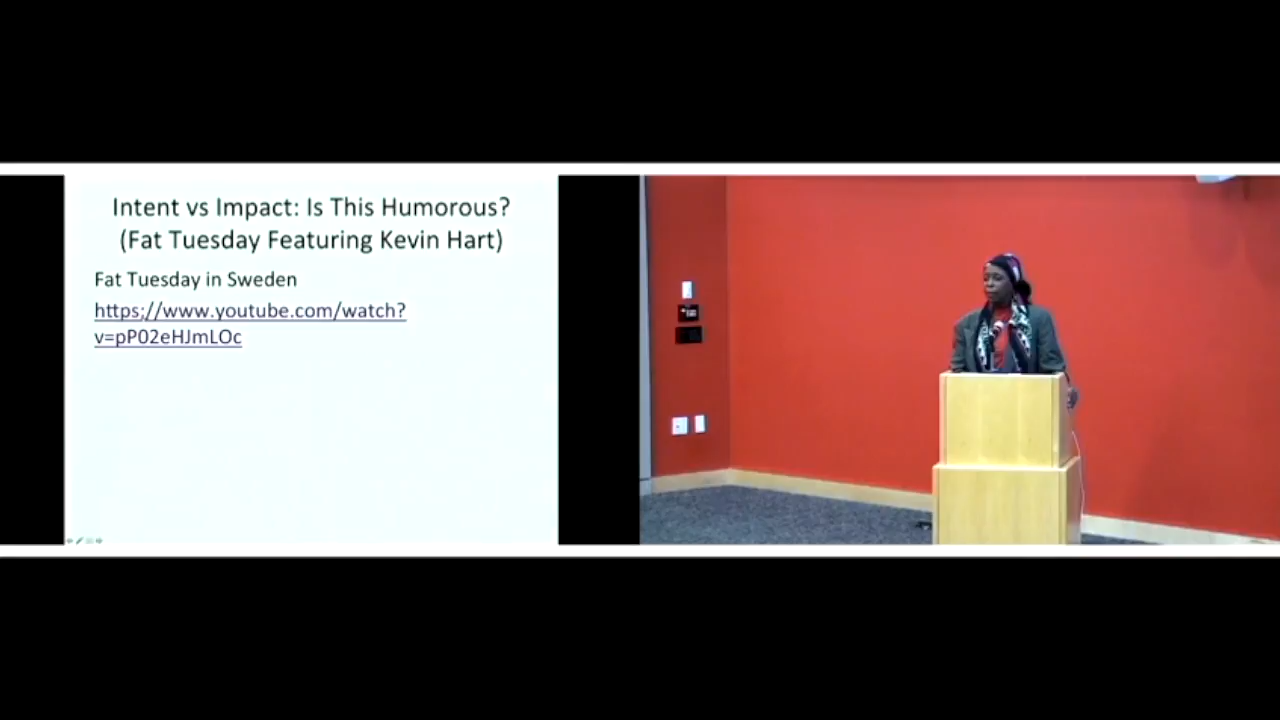 Intent vs Impact: Is This Humorous?
(Fat Tuesday Featuring Kevin Hart)
Fat Tuesday in Sweden
https://www.youtube.com/watch?
v=pP02eHJmLOc